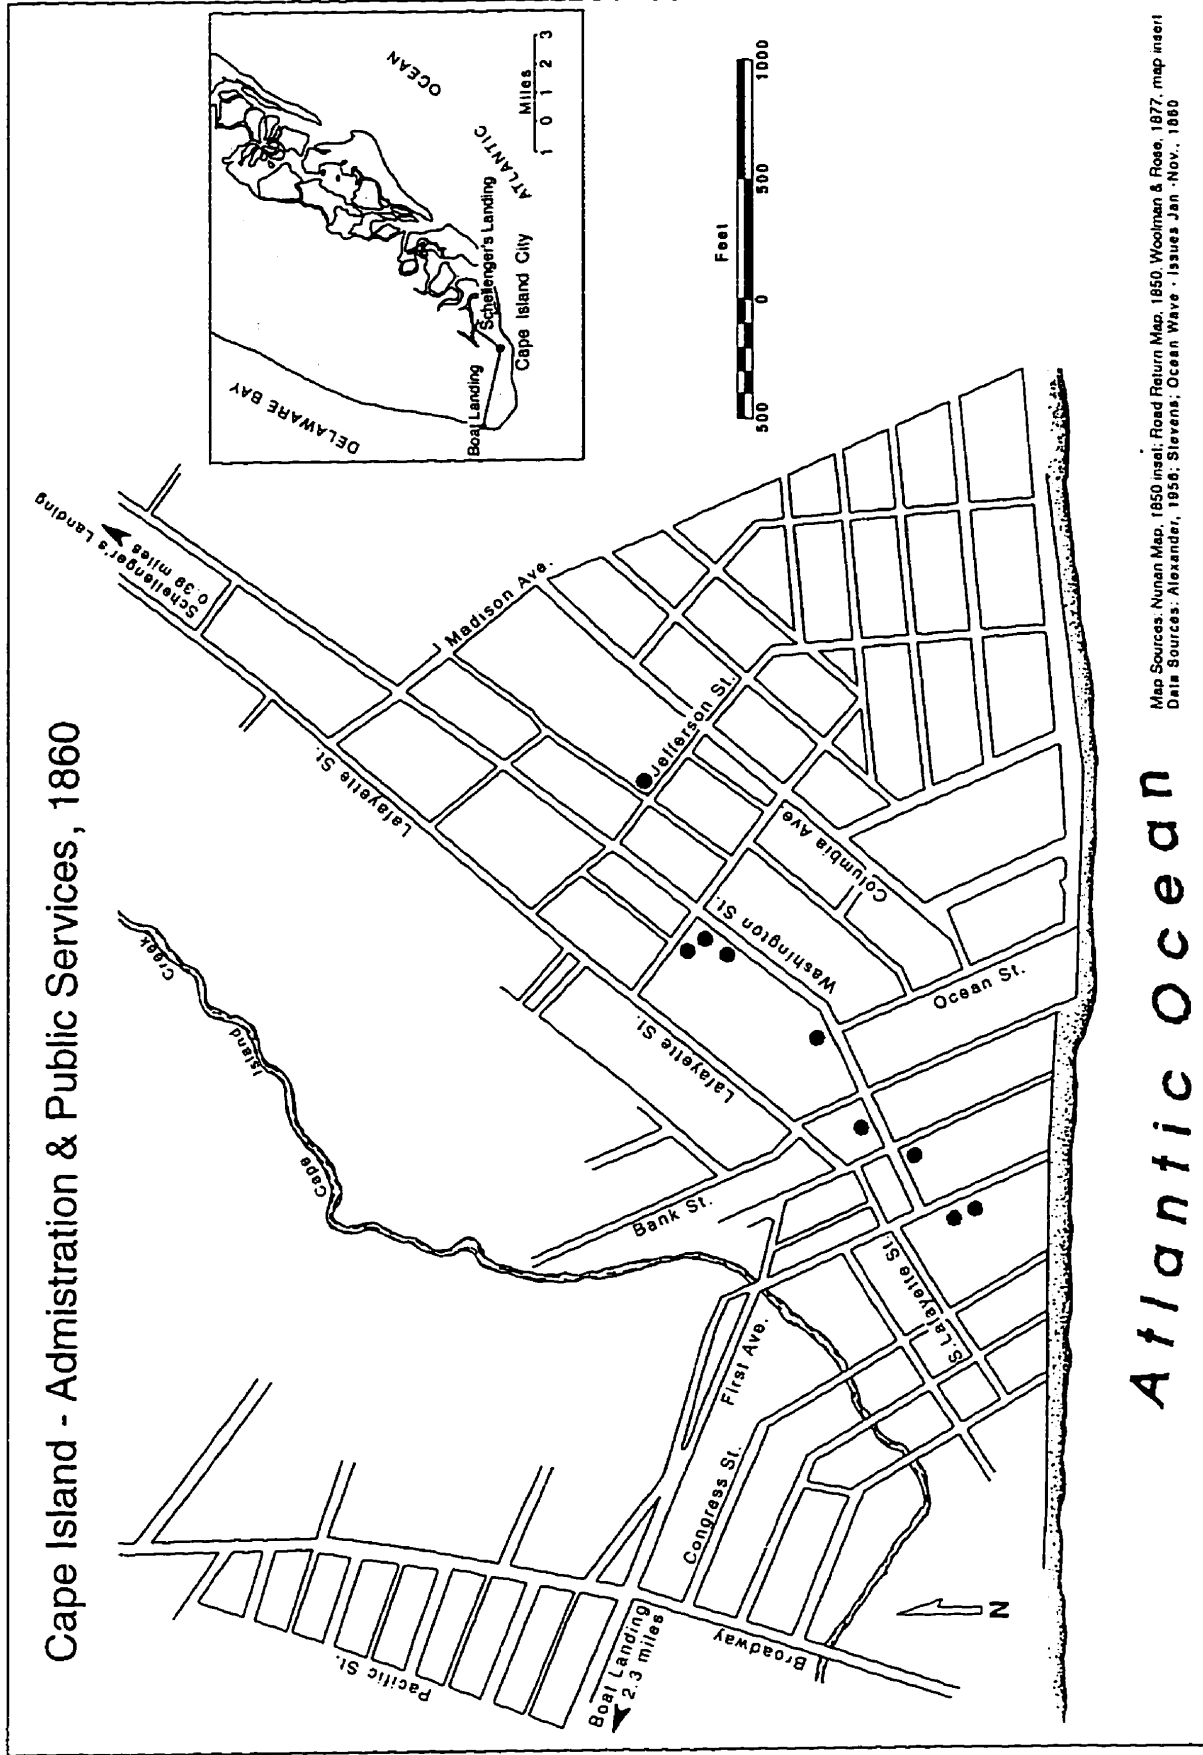 Cape Island - Admistration & Public Services, 1860
DELAWARE BAY
Boat Landing
Schellenger's Landing
Cape Island City
ATLANTIC
OCEAN
Miles
1 0 1 2 3
Schellenger's Landing
0.39 miles
Cape
Island
Creek
Lafayette St.
Madison Ave.
Jefferson St.
Columbia Ave.
Washington St.
Lafayette St.
Ocean St.
Bank St.
S. Lafayette St.
First Ave.
Congress St.
Pacific St.
Broadway
Boat Landing
2.3 miles
N
Feet
500 0 500 1000
Atlantic Ocean
Map Sources: Nunan Map, 1850 inset; Road Return Map, 1850, Woolman & Rose, 1877, map insert
Data Sources: Alexander, 1956; Stevens; Ocean Wave - Issues Jan -Nov., 1860